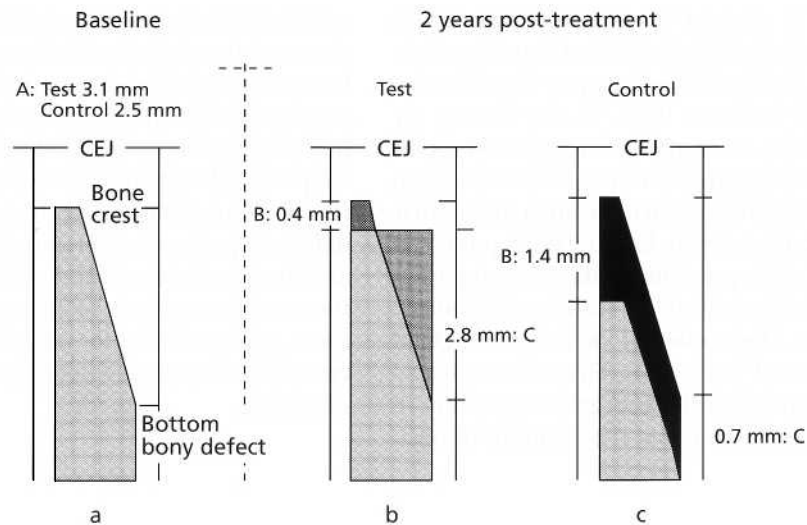 Baseline
2 years post-treatment
A: Test 3.1 mm
Control 2.5 mm
Test
Control
CEJ
CEJ
CEJ
Bone
crest
B: 0.4 mm
B: 1.4 mm
2.8 mm: C
Bottom
bony defect
0.7 mm: C
a
b
c